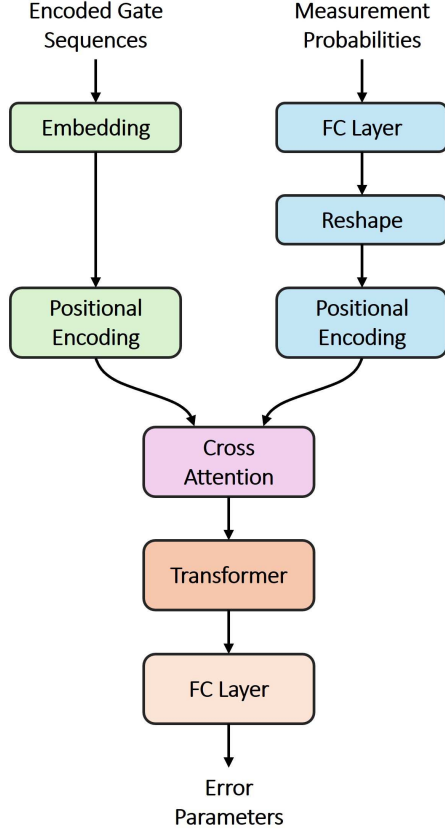 Encoded Gate
Sequences
Measurement
Probabilities
Embedding
FC Layer
Reshape
Positional
Encoding
Positional
Encoding
Cross
Attention
Transformer
FC Layer
Error
Parameters